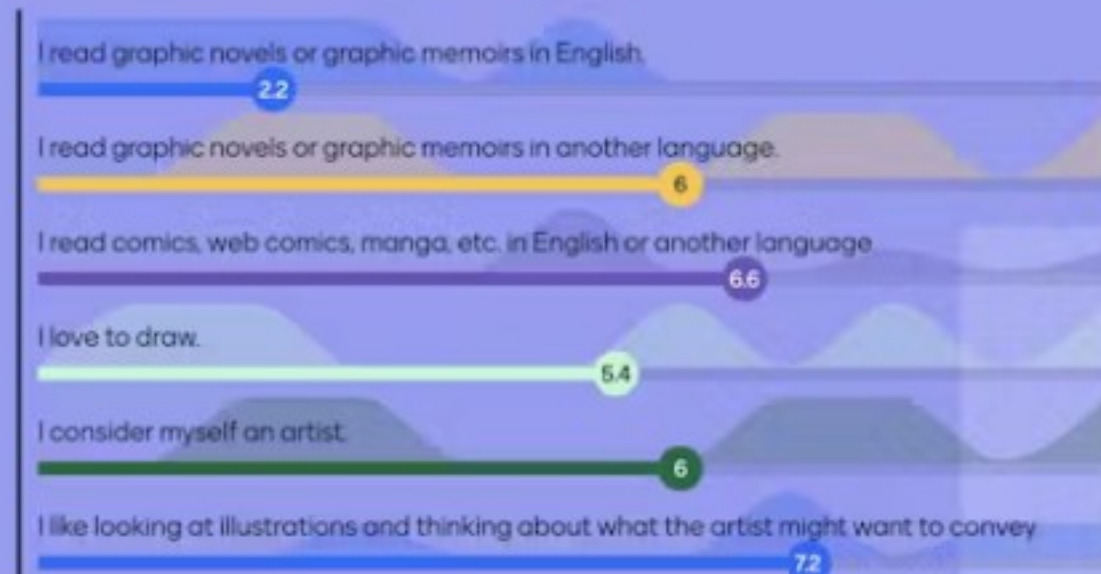 I read graphic novels or graphic memoirs in English.
2.2
I read graphic novels or graphic memoirs in another language.
6
I read comics, web comics, manga, etc. in English or another language
6.6
I love to draw.
5.4
I consider myself an artist.
6
I like looking at illustrations and thinking about what the artist might want to convey
7.2